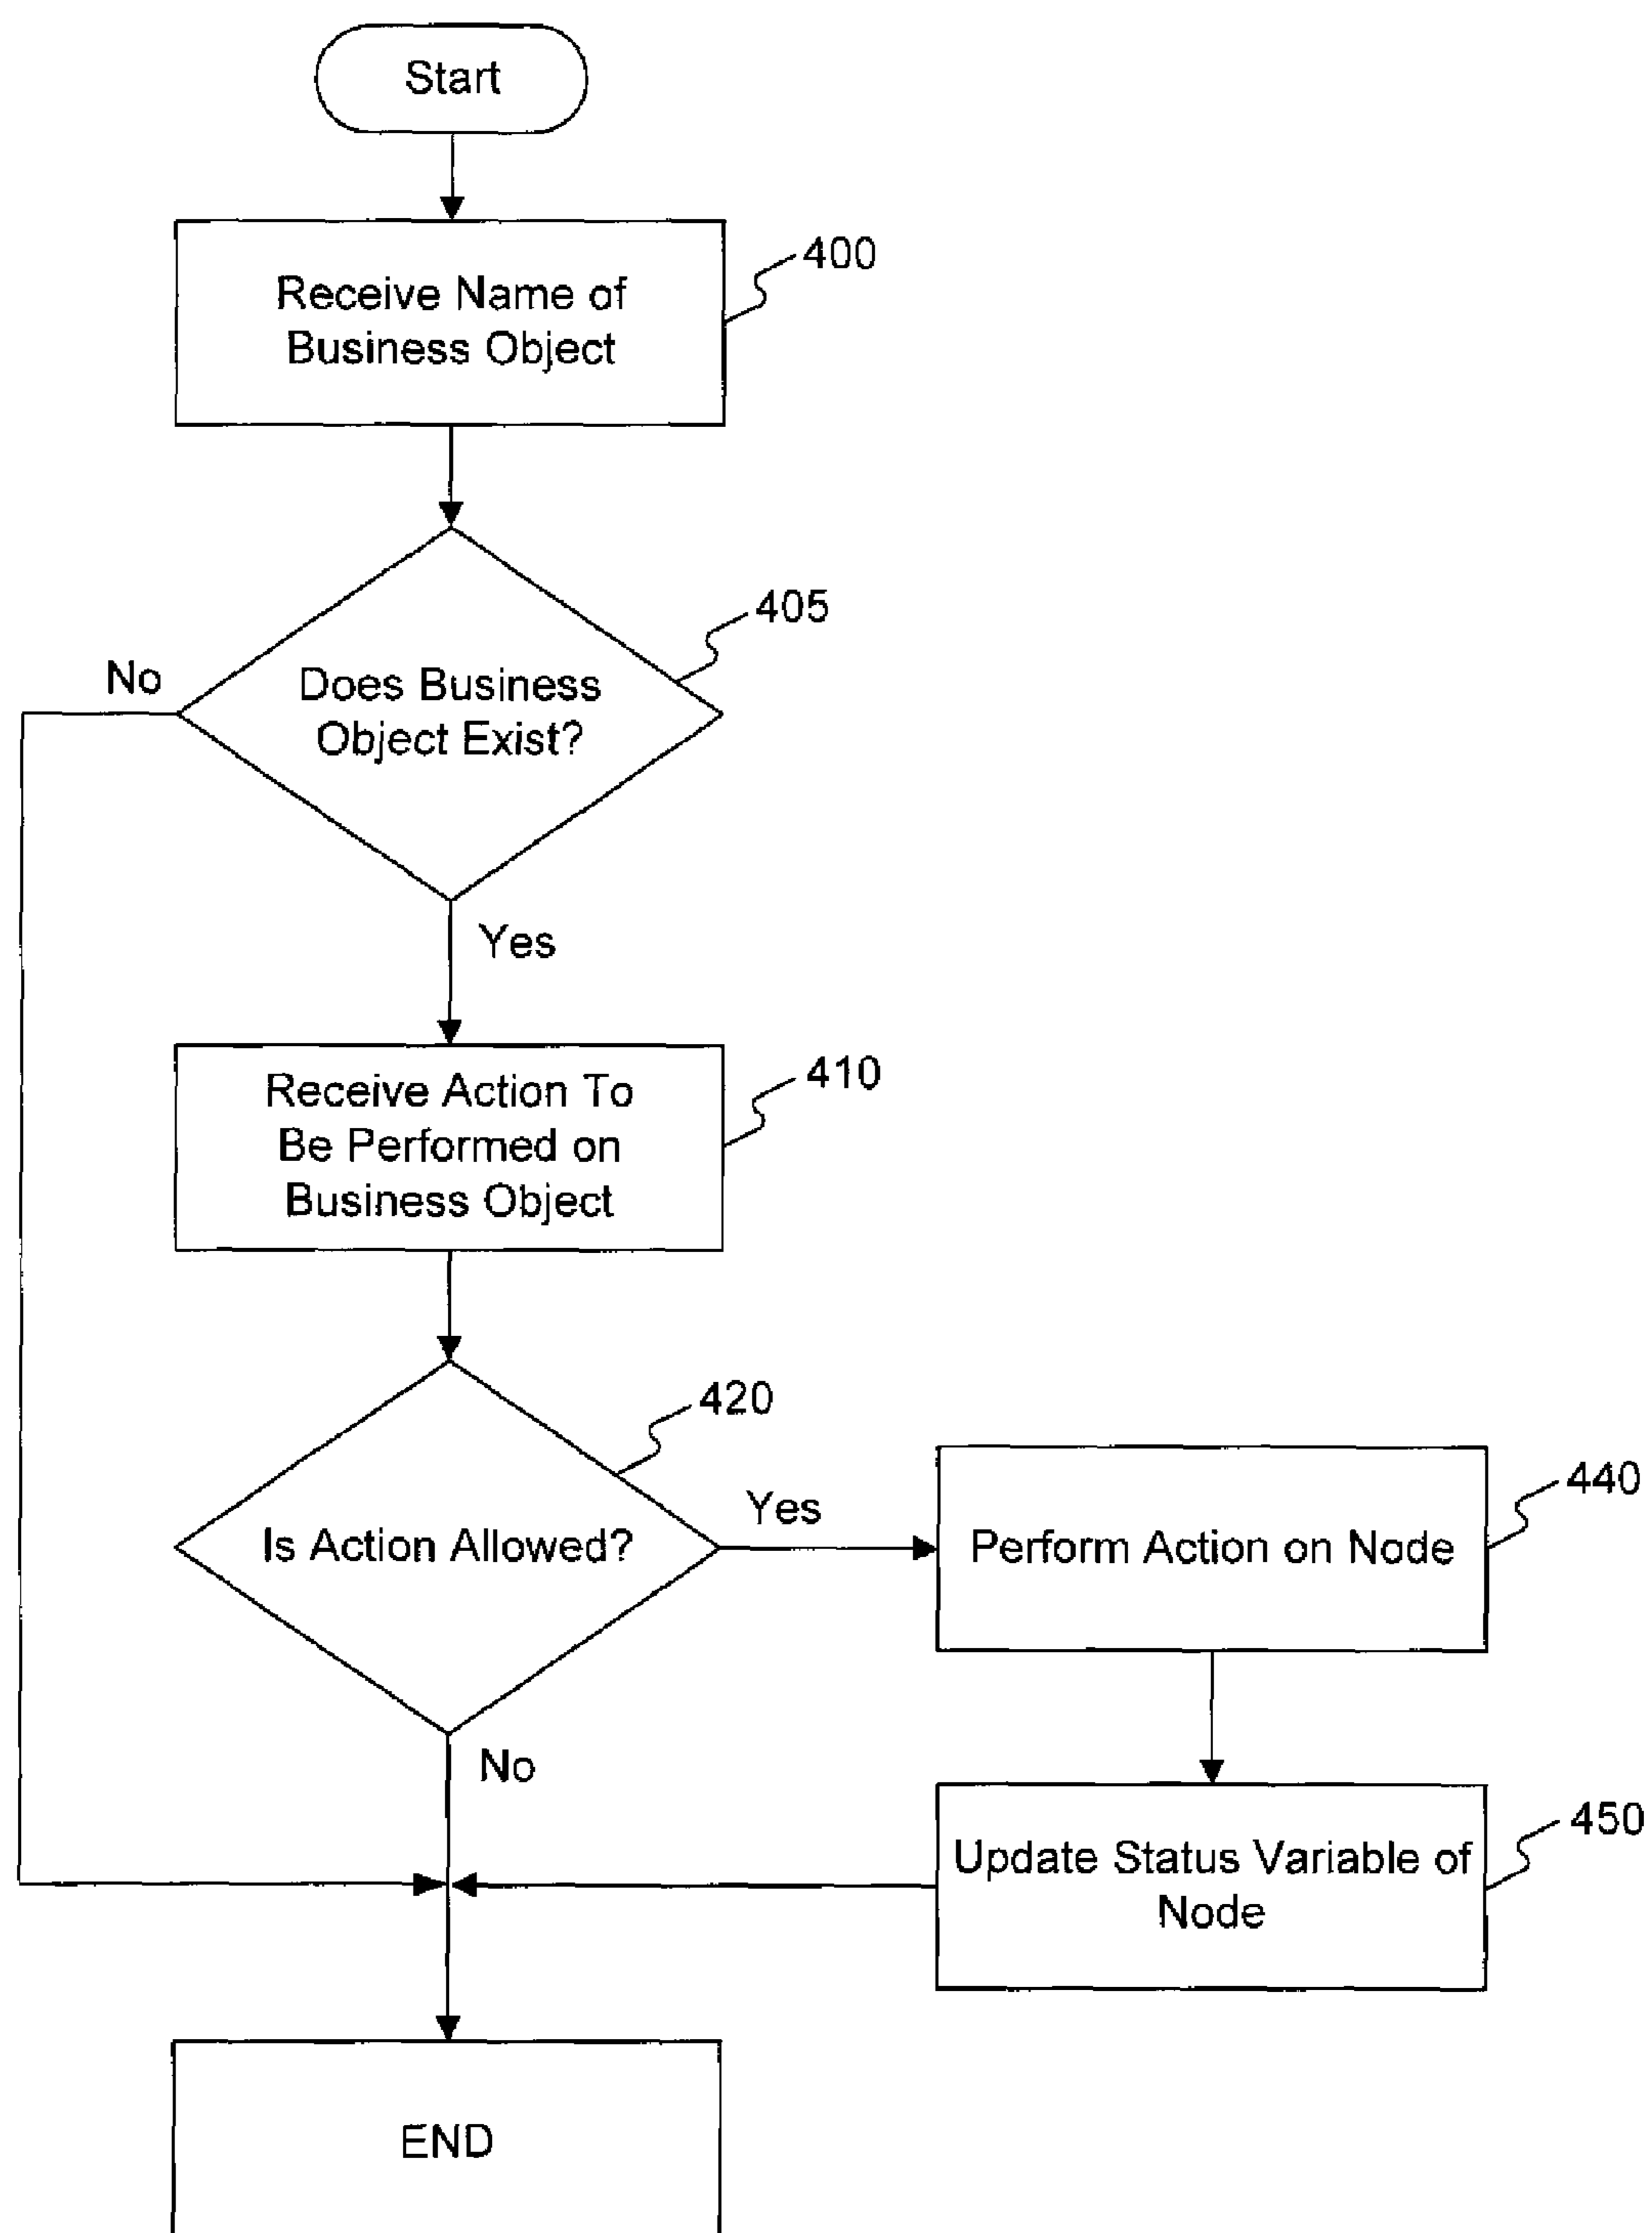 Start
Receive Name of
Business Object
400
Does Business
Object Exist?
405
No
Yes
Receive Action To
Be Performed on
Business Object
410
Is Action Allowed?
420
Yes
Perform Action on Node
440
No
Update Status Variable of
Node
450
END